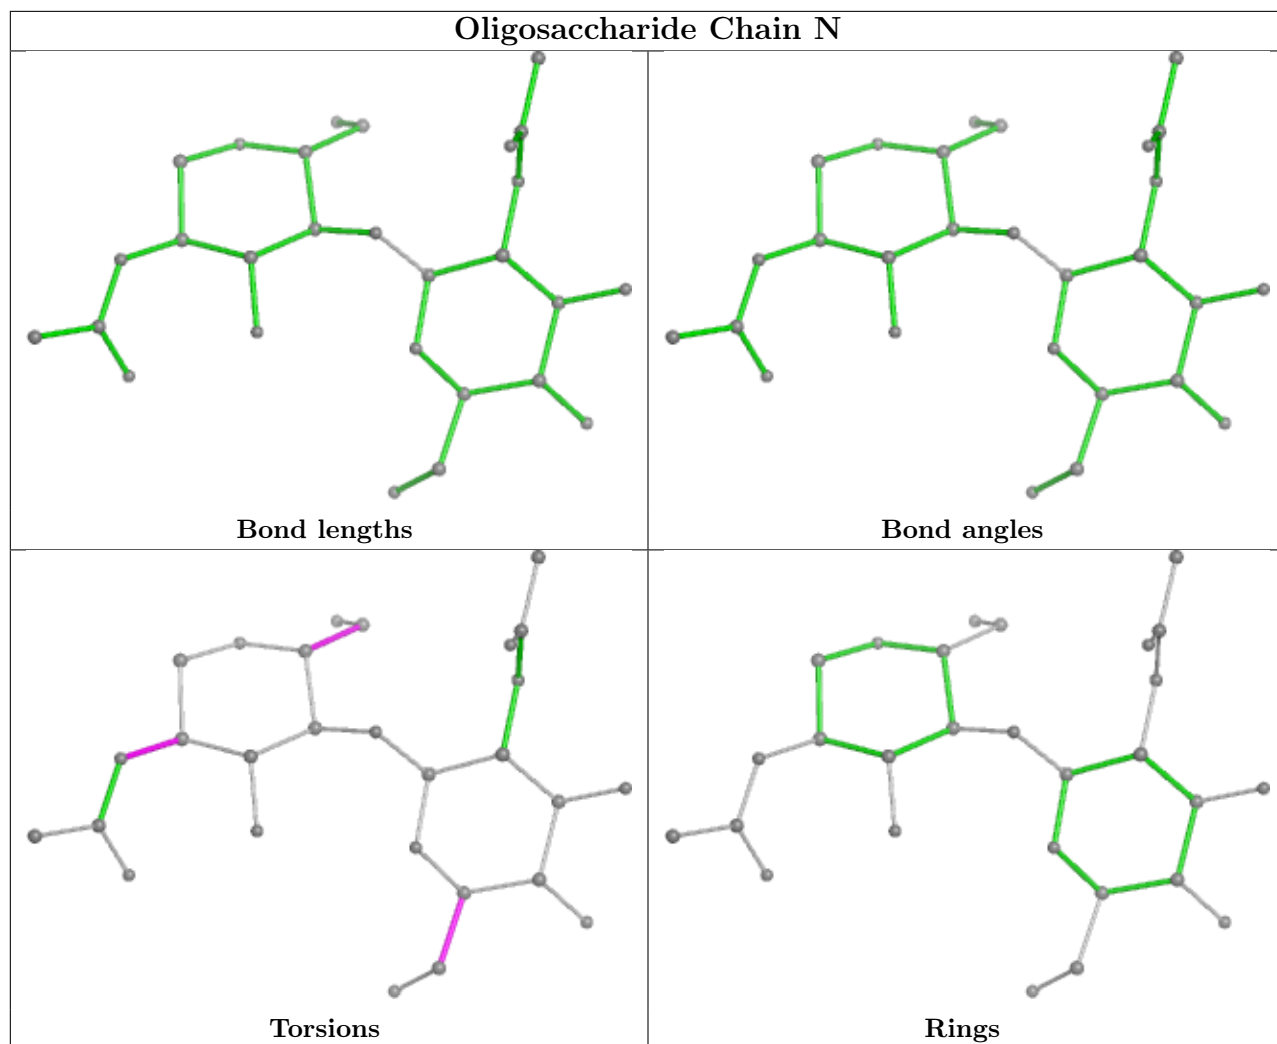 Oligosaccharide Chain N
Bond lengths
Bond angles
Torsions
Rings